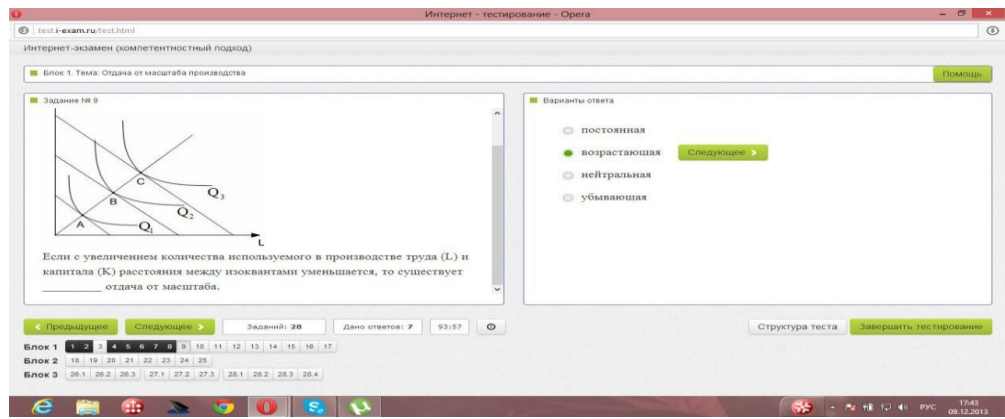 Интернет - тестирование - Opera
test.i-exam.ru/test.html
Интернет-экзамен (компетентностный подход)
Блок 1. Тема: Отдача от масштаба производства
Помощь
Задание № 9
A
B
C
Q1
Q2
Q3
L
Если с увеличением количества используемого в производстве труда (L) и
капитала (K) расстояния между изоквантами уменьшается, то существует
_________ отдача от масштаба.
Варианты ответа
постоянная
возрастающая
Следующее
нейтральная
убывающая
Предыдущее
Следующее
Заданий: 28
Дано ответов: 7
93:57
Структура теста
Завершить тестирование
Блок 1 1 2 3 4 5 6 7 8 9 10 11 12 13 14 15 16 17
Блок 2 18 19 20 21 22 23 24 25
Блок 3 26.1 26.2 26.3 27.1 27.2 27.3 28.1 28.2 28.3 28.4
РУС
17:43
09.12.2013